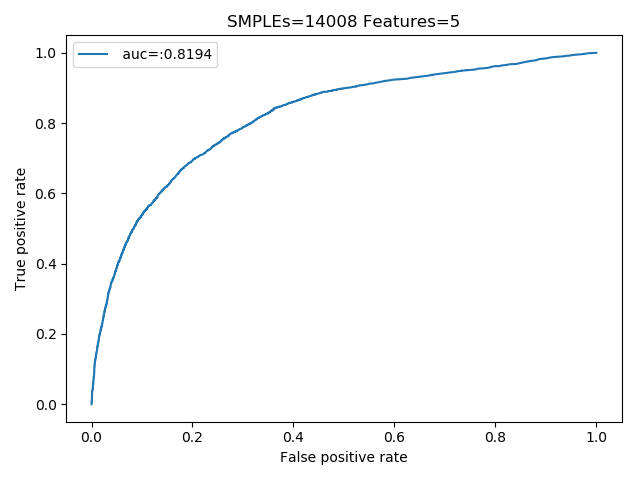 SMPLEs=14008 Features=5
auc=:0.8194
1.0
0.8
0.6
0.4
0.2
0.0
True positive rate
0.0 0.2 0.4 0.6 0.8 1.0
False positive rate